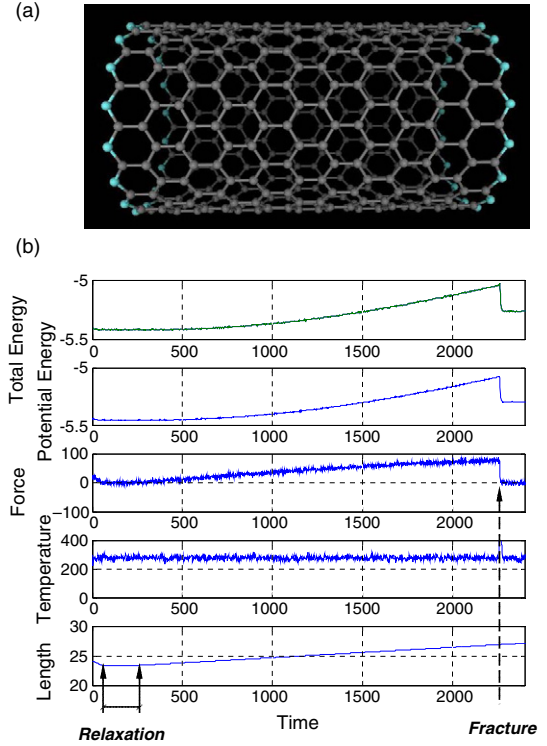 (a)
(b)
Total Energy
-5
-5.5
0 500 1000 1500 2000
Potential Energy
-5
-5.5
0 500 1000 1500 2000
Force
100
0
−100
0 500 1000 1500 2000
Temperature
400
200
0
0 500 1000 1500 2000
Length
30
25
20
0 500 1000 1500 2000
Relaxation
Time
Fracture